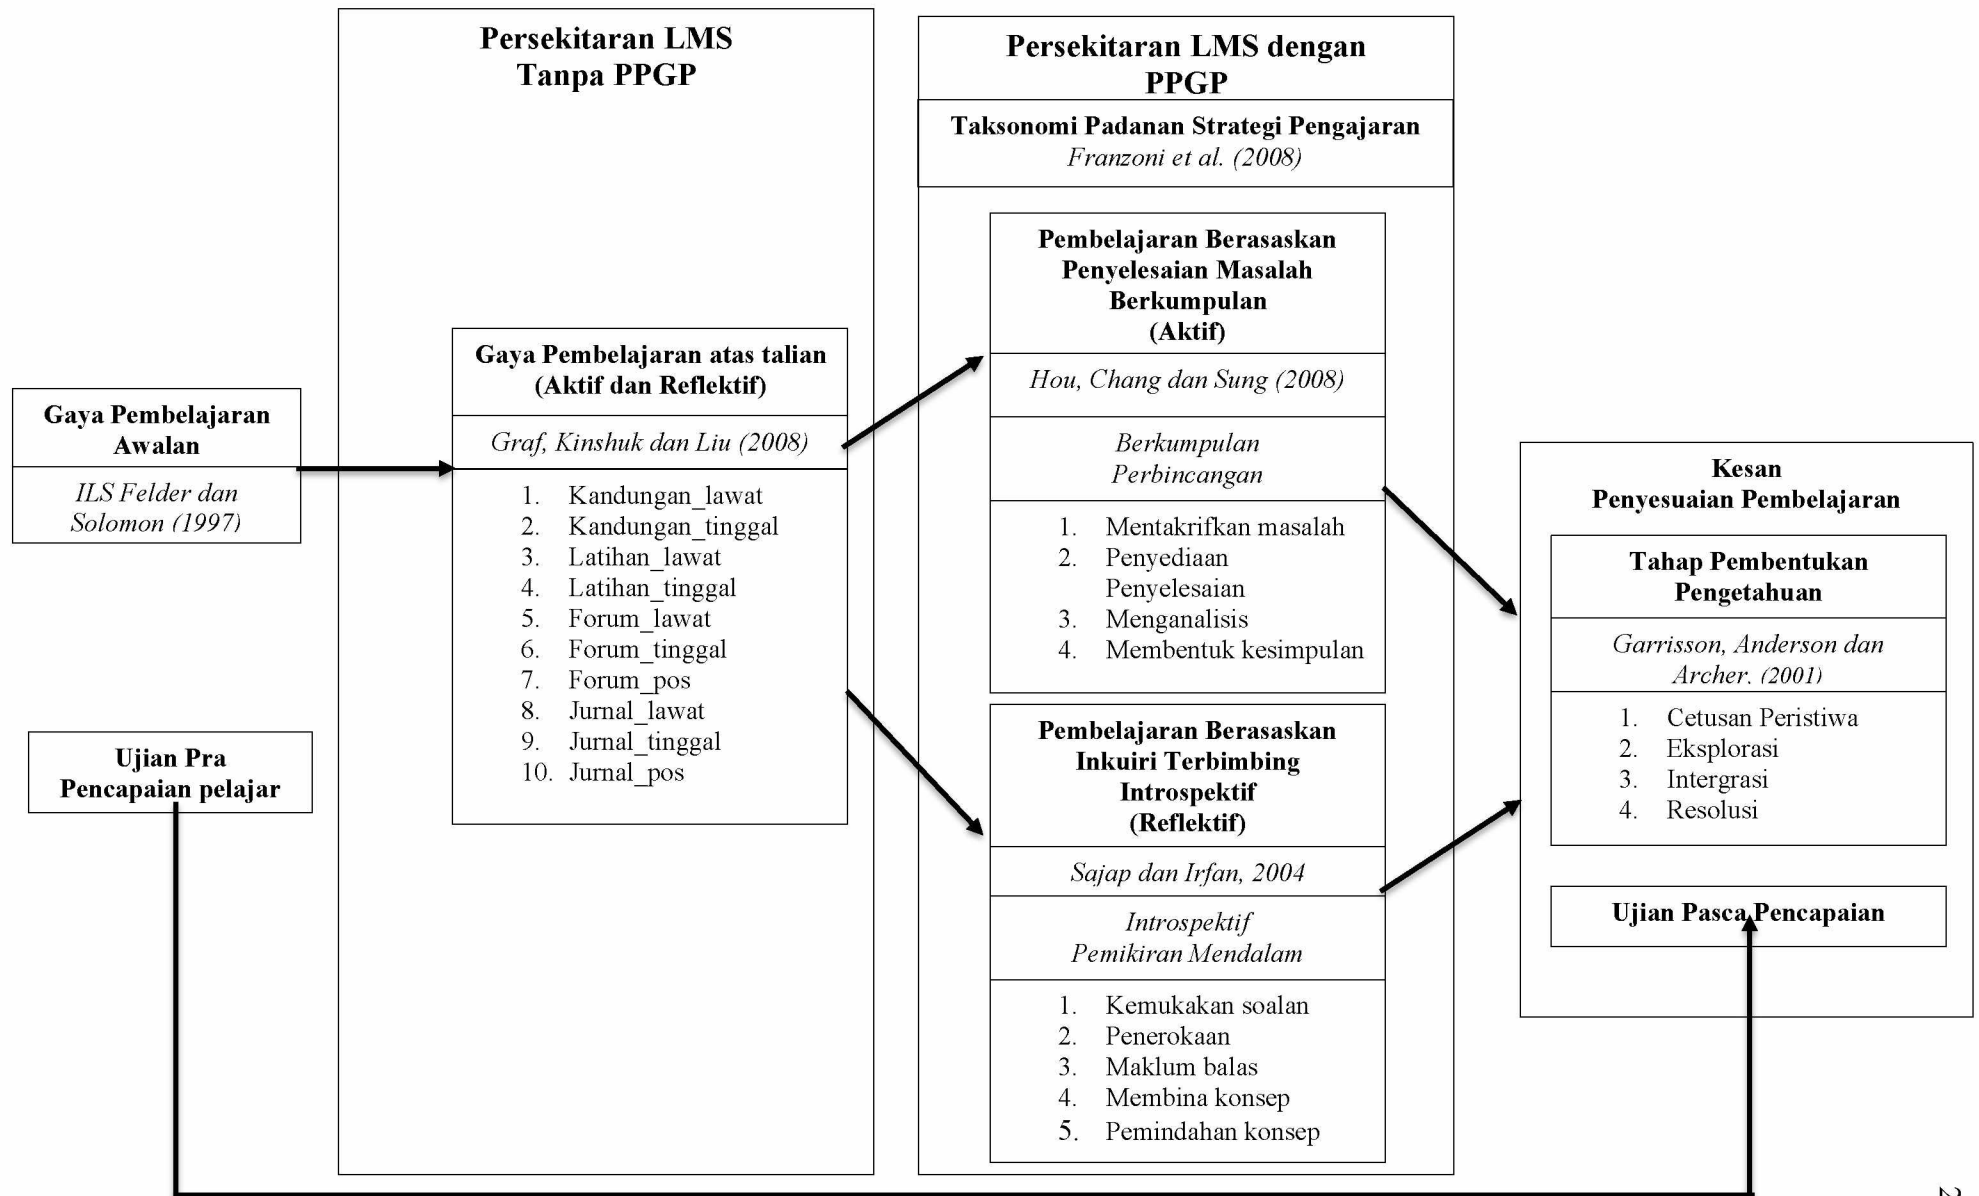 Persekitaran LMS
Tanpa PPGP
Persekitaran LMS dengan
PPGP
Taksonomi Padanan Strategi Pengajaran
Franzoni et al. (2008)
Gaya Pembelajaran
Awalan
ILS Felder dan
Solomon (1997)
Ujian Pra
Pencapaian pelajar
Gaya Pembelajaran atas talian
(Aktif dan Reflektif)
Graf, Kinshuk dan Liu (2008)
1. Kandungan_lawat
2. Kandungan_tinggal
3. Latihan_lawat
4. Latihan_tinggal
5. Forum_lawat
6. Forum_tinggal
7. Forum_pos
8. Jurnal_lawat
9. Jurnal_tinggal
10. Jurnal_pos
Pembelajaran Berasaskan
Penyelesaian Masalah
Berkumpulan
(Aktif)
Hou, Chang dan Sung (2008)
Berkumpulan
Perbincangan
1. Mentakrifkan masalah
2. Penyediaan
Penyelesaian
3. Menganalisis
4. Membentuk kesimpulan
Pembelajaran Berasaskan
Inkuiri Terbimbing
Introspektif
(Reflektif)
Sajap dan Irfan, 2004
Introspektif
Pemikiran Mendalam
1. Kemukakan soalan
2. Penerokaan
3. Maklum balas
4. Membina konsep
5. Pemindahan konsep
Kesan
Penyesuaian Pembelajaran
Tahap Pembentukan
Pengetahuan
Garrisson, Anderson dan
Archer. (2001)
1. Cetusan Peristiwa
2. Eksplorasi
3. Intergrasi
4. Resolusi
Ujian Pasca Pencapaian